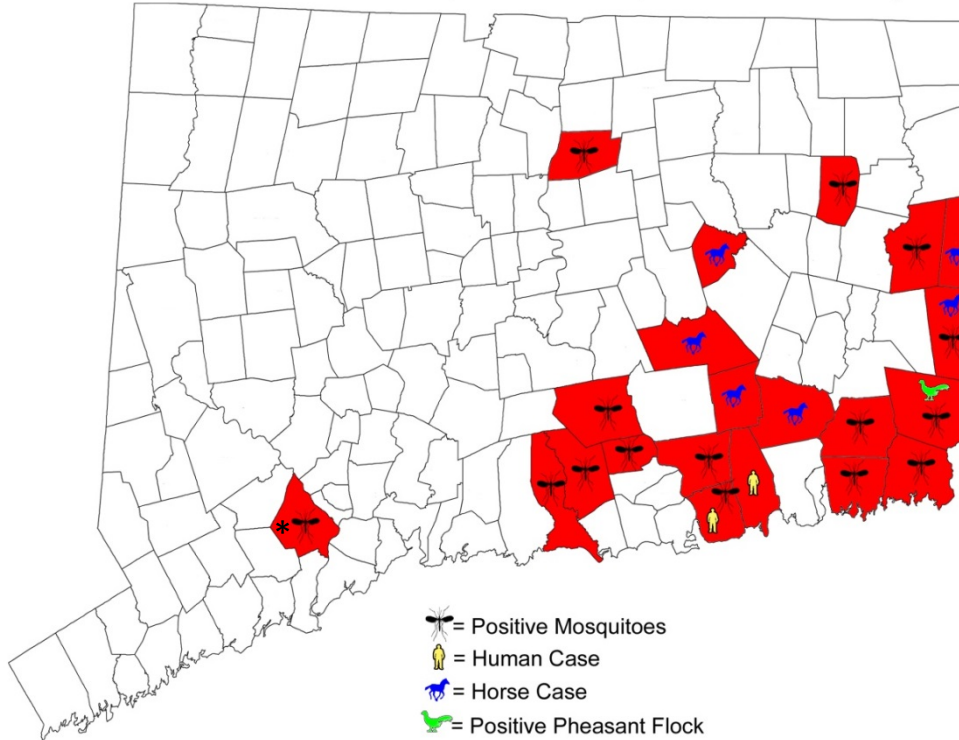 *
= Positive Mosquitoes
= Human Case
= Horse Case
= Positive Pheasant Flock